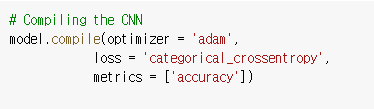 # Compiling the CNN
model.compile(optimizer = 'adam',
              loss = 'categorical_crossentropy',
              metrics = ['accuracy'])